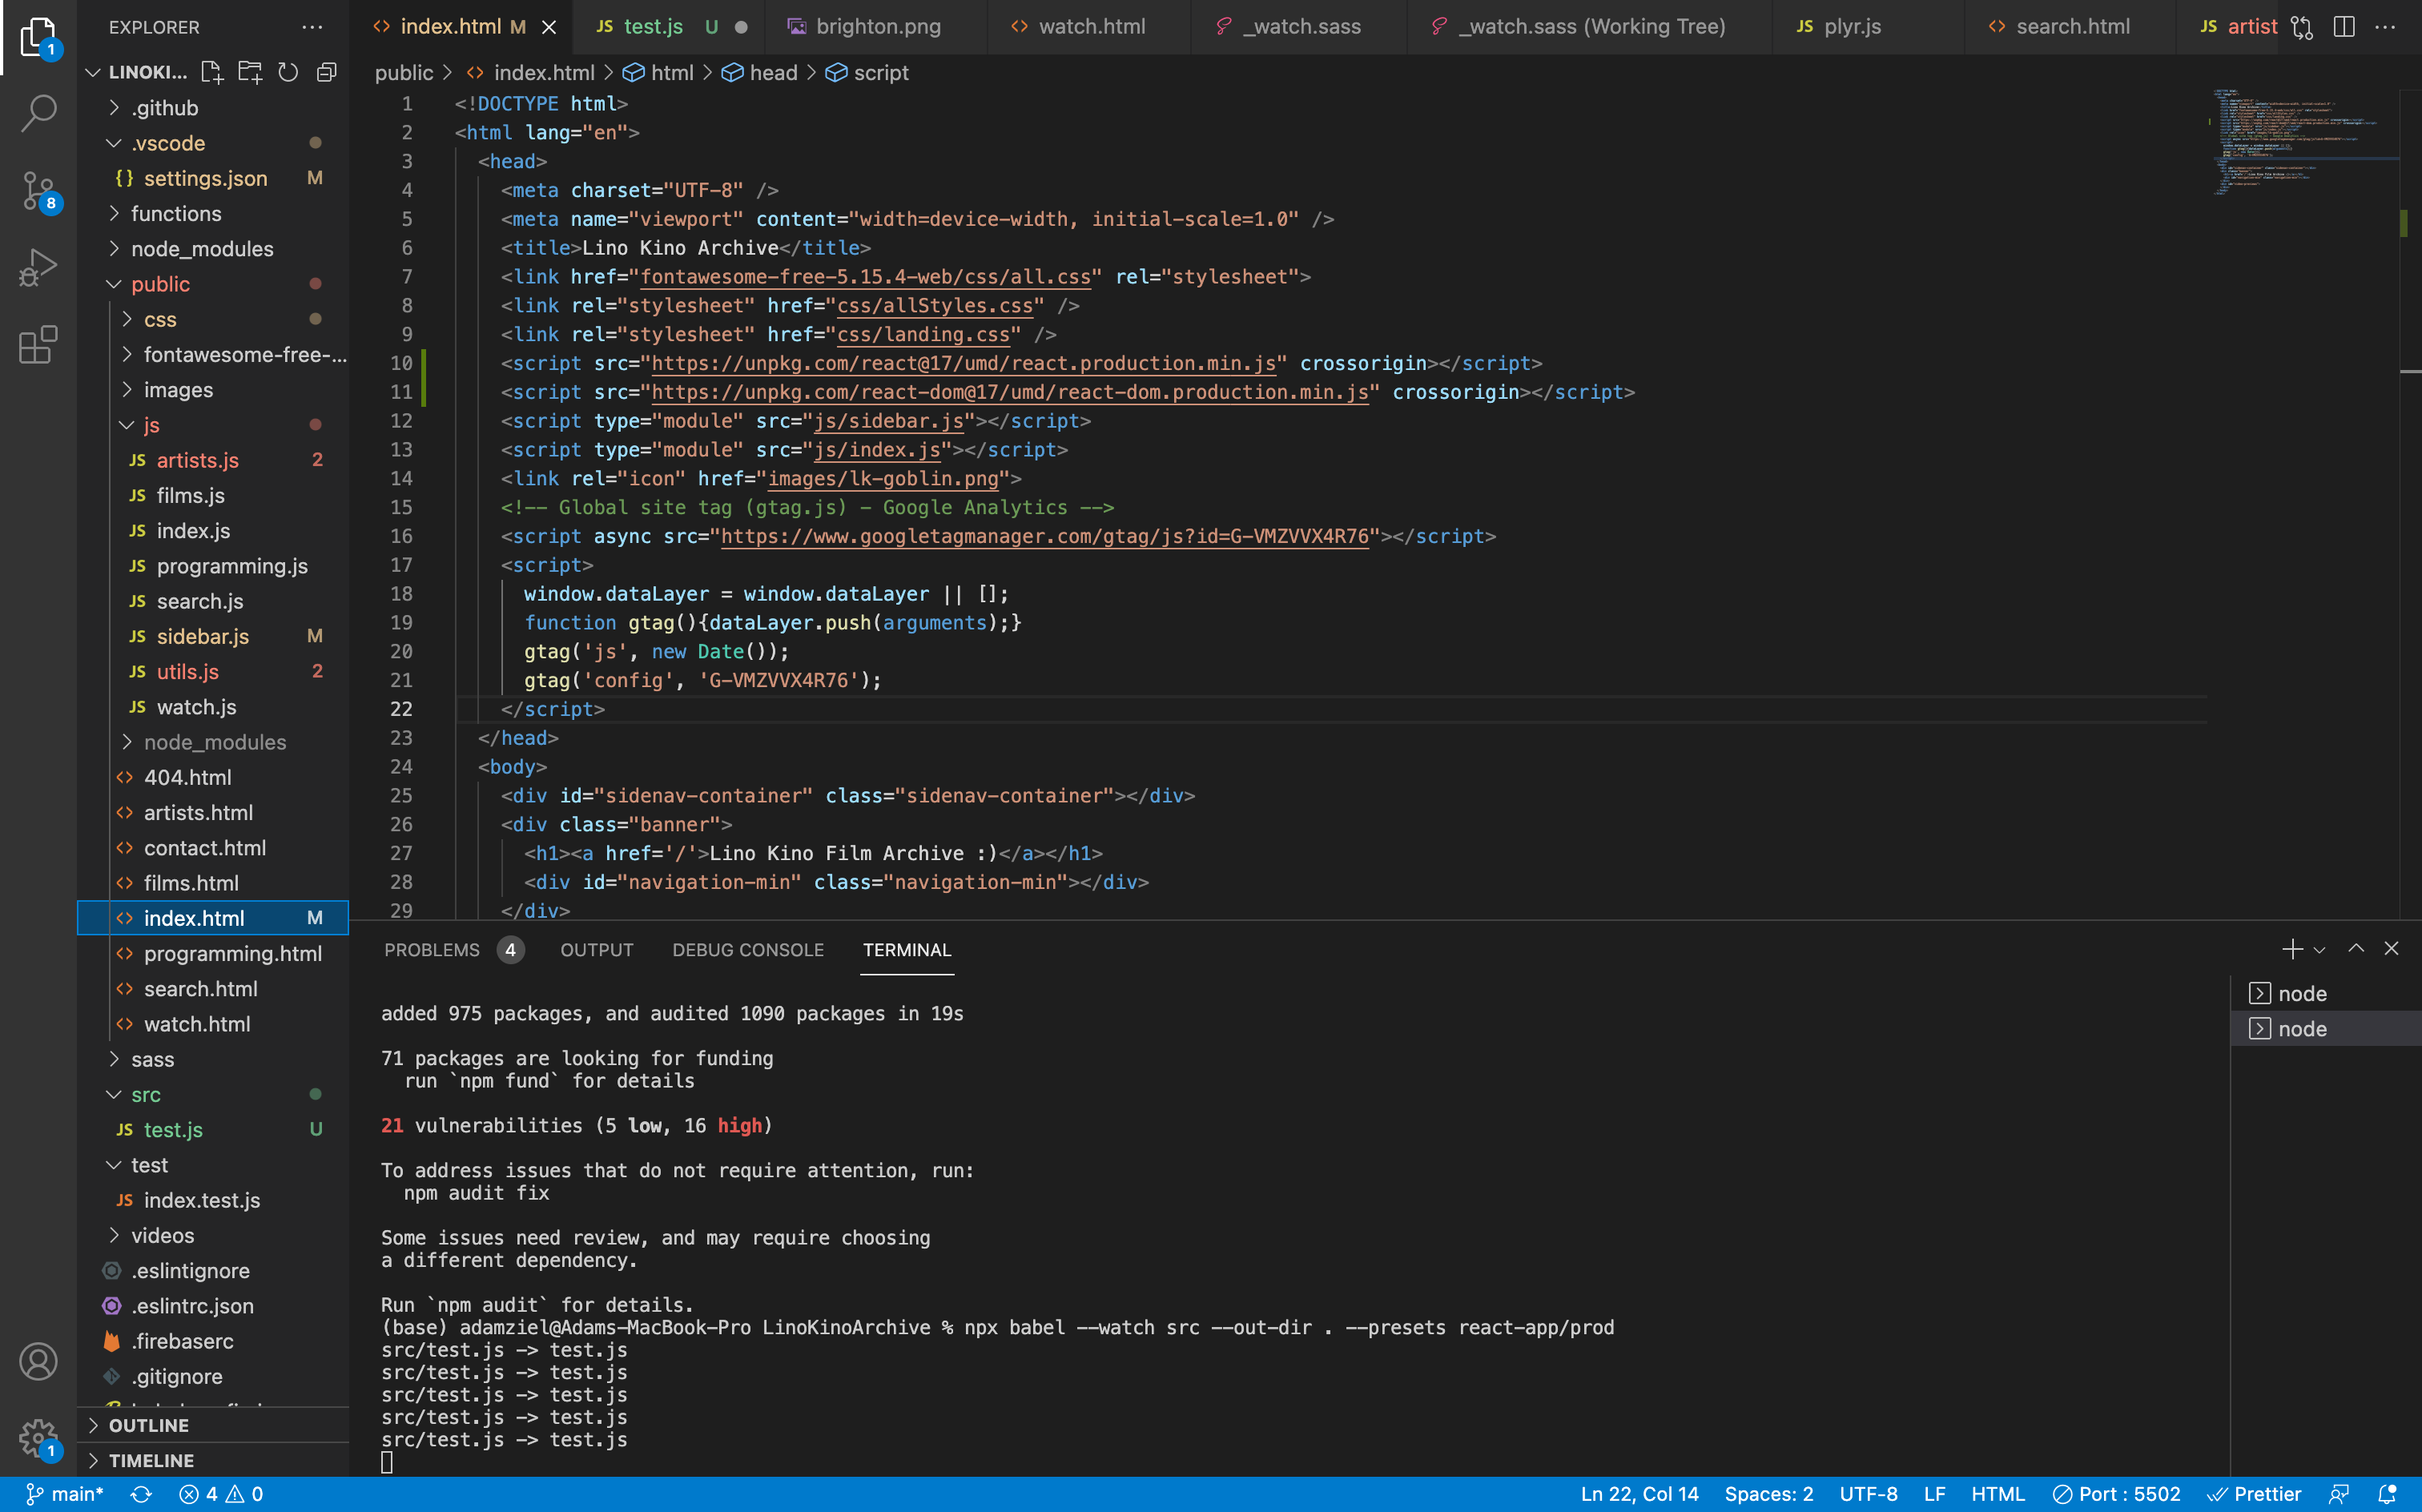 EXPLORER
LINOKI...
.github
.vscode
settings.json M
functions
node_modules
public
css
fontawesome-free-...
images
js
artists.js 2
films.js
index.js
programming.js
search.js
sidebar.js M
utils.js 2
watch.js
node_modules
404.html
artists.html
contact.html
films.html
index.html M
programming.html
search.html
watch.html
sass
src
test.js U
test
index.test.js
videos
.eslintignore
.eslintrc.json
.firebaserc
.gitignore
OUTLINE
TIMELINE
1
8
1
index.html M test.js U brighton.png watch.html _watch.sass _watch.sass (Working Tree) plyr.js search.html artist
public > index.html > html > head > script
1 <!DOCTYPE html>
2 <html lang="en">
3 <head>
4 <meta charset="UTF-8" />
5 <meta name="viewport" content="width=device-width, initial-scale=1.0" />
6 <title>Lino Kino Archive</title>
7 <link href="fontawesome-free-5.15.4-web/css/all.css" rel="stylesheet">
8 <link rel="stylesheet" href="css/allStyles.css" />
9 <link rel="stylesheet" href="css/landing.css" />
10 <script src="https://unpkg.com/react@17/umd/react.production.min.js" crossorigin></script>
11 <script src="https://unpkg.com/react-dom@17/umd/react-dom.production.min.js" crossorigin></script>
12 <script type="module" src="js/sidebar.js"></script>
13 <script type="module" src="js/index.js"></script>
14 <link rel="icon" href="images/lk-goblin.png">
15 <!-- Global site tag (gtag.js) - Google Analytics -->
16 <script async src="https://www.googletagmanager.com/gtag/js?id=G-VMZVVX4R76"></script>
17 <script>
18 window.dataLayer = window.dataLayer || [];
19 function gtag(){dataLayer.push(arguments);}
20 gtag('js', new Date());
21 gtag('config', 'G-VMZVVX4R76');
22 </script>
23 </head>
24 <body>
25 <div id="sidenav-container" class="sidenav-container"></div>
26 <div class="banner">
27 <h1><a href='/'>Lino Kino Film Archive :)</a></h1>
28 <div id="navigation-min" class="navigation-min"></div>
29 </div>
PROBLEMS 4 OUTPUT DEBUG CONSOLE TERMINAL
added 975 packages, and audited 1090 packages in 19s
71 packages are looking for funding
run `npm fund` for details
21 vulnerabilities (5 low, 16 high)
To address issues that do not require attention, run:
npm audit fix
Some issues need review, and may require choosing
a different dependency.
Run `npm audit` for details.
(base) adamziel@Adams-MacBook-Pro LinoKinoArchive % npx babel --watch src --out-dir . --presets react-app/prod
src/test.js -> test.js
src/test.js -> test.js
src/test.js -> test.js
src/test.js -> test.js
src/test.js -> test.js
node
node
main* 4 0 Ln 22, Col 14 Spaces: 2 UTF-8 LF HTML Port : 5502 Prettier